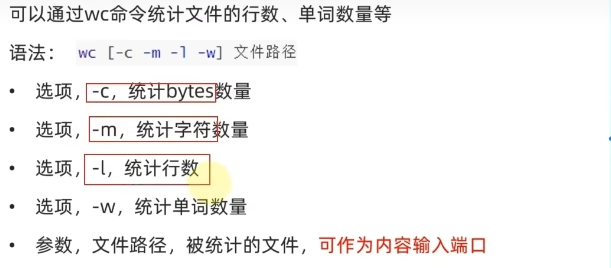 可以通过wc命令统计文件的行数、单词数量等
语法： wc [-c -m -l -w] 文件路径
• 选项，-c，统计bytes数量
• 选项，-m，统计字符数量
• 选项，-l，统计行数
• 选项，-w，统计单词数量
• 参数，文件路径，被统计的文件，可作为内容输入端口